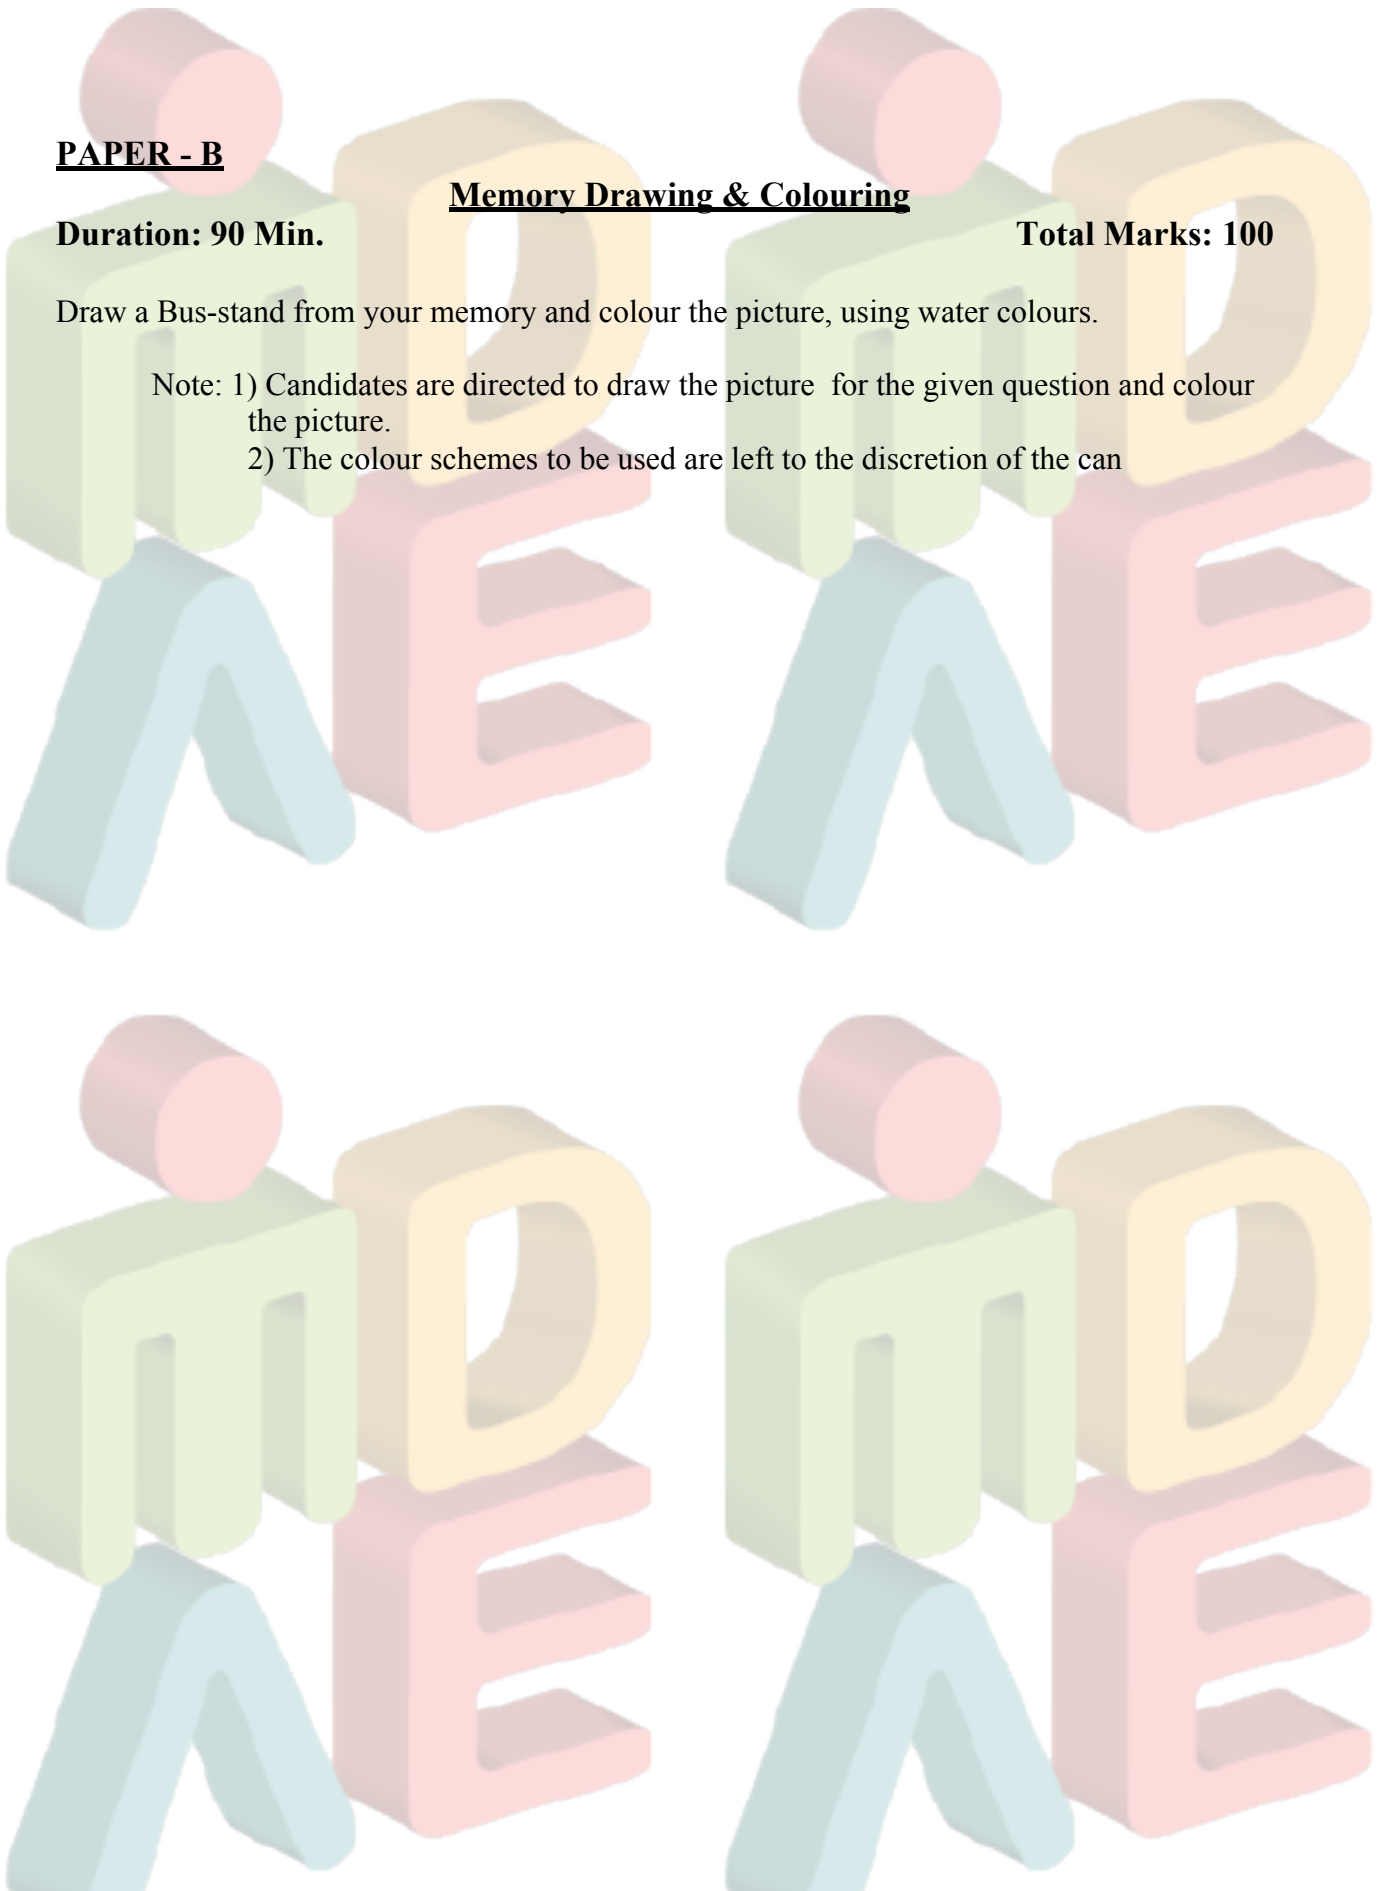 PAPER - B
Memory Drawing & Colouring
Duration: 90 Min. Total Marks: 100
Draw a Bus-stand from your memory and colour the picture, using water colours.
Note: 1) Candidates are directed to draw the picture for the given question and colour
the picture.
2) The colour schemes to be used are left to the discretion of the can